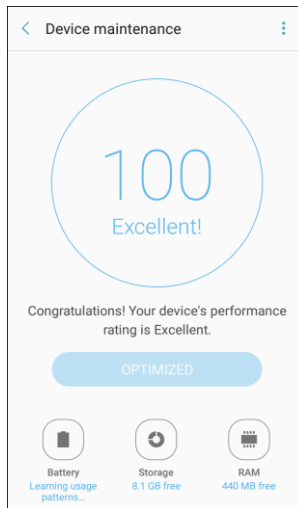 Device maintenance
100
Excellent!
Congratulations! Your device's performance
rating is Excellent.
OPTIMIZED
Battery
Learning usage
patterns...
Storage
8.1 GB free
RAM
440 MB free